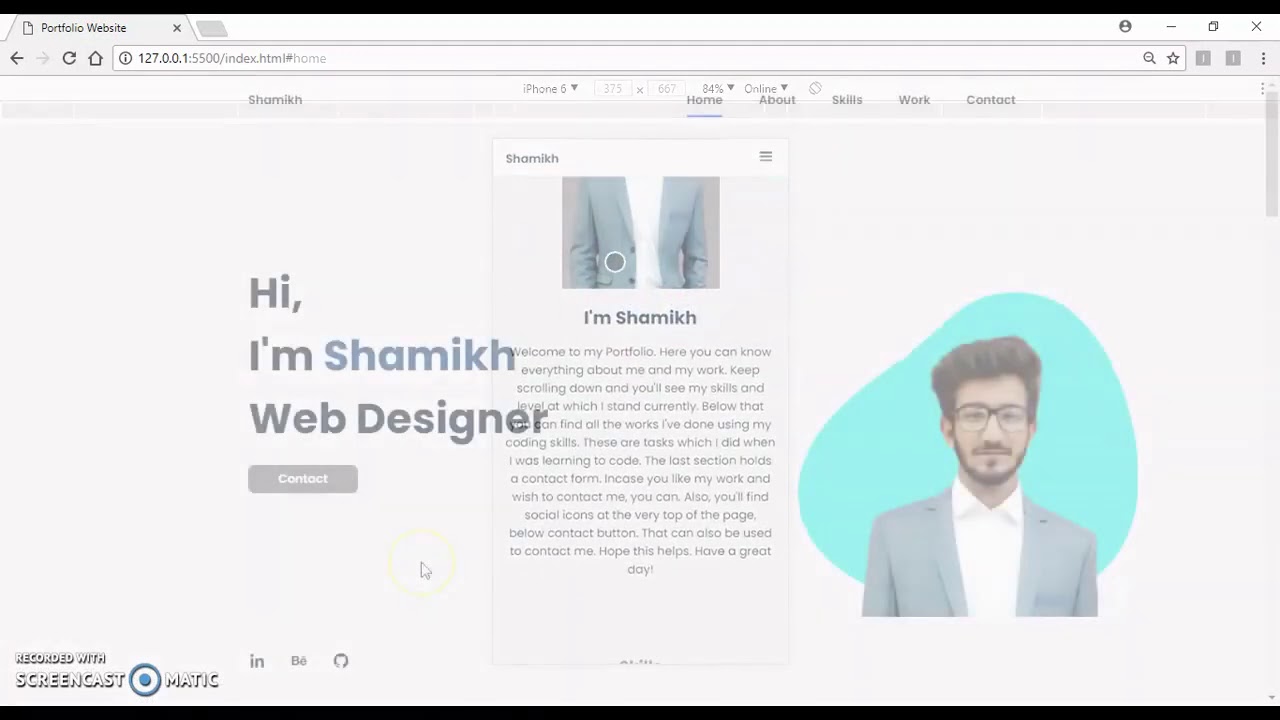 Portfolio Website
127.0.0.1:5500/index.html#home
iPhone 6 375 x 667 84% Online
Shamikh Home About Skills Work Contact
Shamikh
Hi,
I'm Shamikh
Web Designer
Contact
I'm Shamikh
Welcome to my Portfolio. Here you can know
everything about me and my work. Keep
scrolling down and you'll see my skills and
level at which I stand currently. Below that
you can find all the works I've done using my
coding skills. These are tasks which I did when
I was learning to code. The last section holds
a contact form. Incase you like my work and
wish to contact me, you can. Also, you'll find
social icons at the very top of the page,
below contact button. That can also be used
to contact me. Hope this helps. Have a great
day!
Skills
in Bē
RECORDED WITH
SCREENCAST MATIC